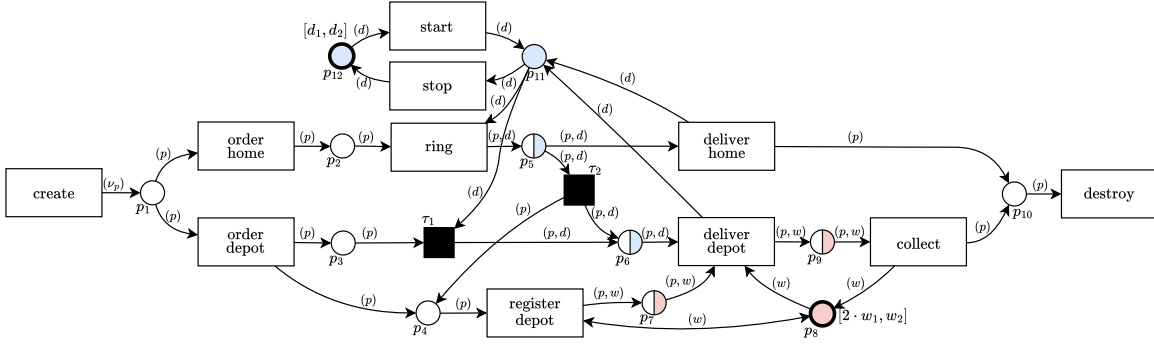 [d₁, d₂]
(d)
start
(d)
p₁₂
(d)
stop
(d)
p₁₁
(d)
(d)
(d)
order
home
(p)
p₂
(p)
ring
(p, d)
p₅
(p, d)
deliver
home
(p)
(p, d)
τ₂
(p)
create
(νₚ)
p₁
(p)
(p)
(d)
(p, d)
p₁₀
(p)
destroy
order
depot
(p)
p₃
(p)
τ₁
(p, d)
p₆
(p, d)
deliver
depot
(p, w)
p₉
(p, w)
collect
(p)
(d)
(p)
p₄
(p)
register
depot
(p, w)
p₇
(p, w)
(w)
(w)
(w)
p₈
[2 · w₁, w₂]